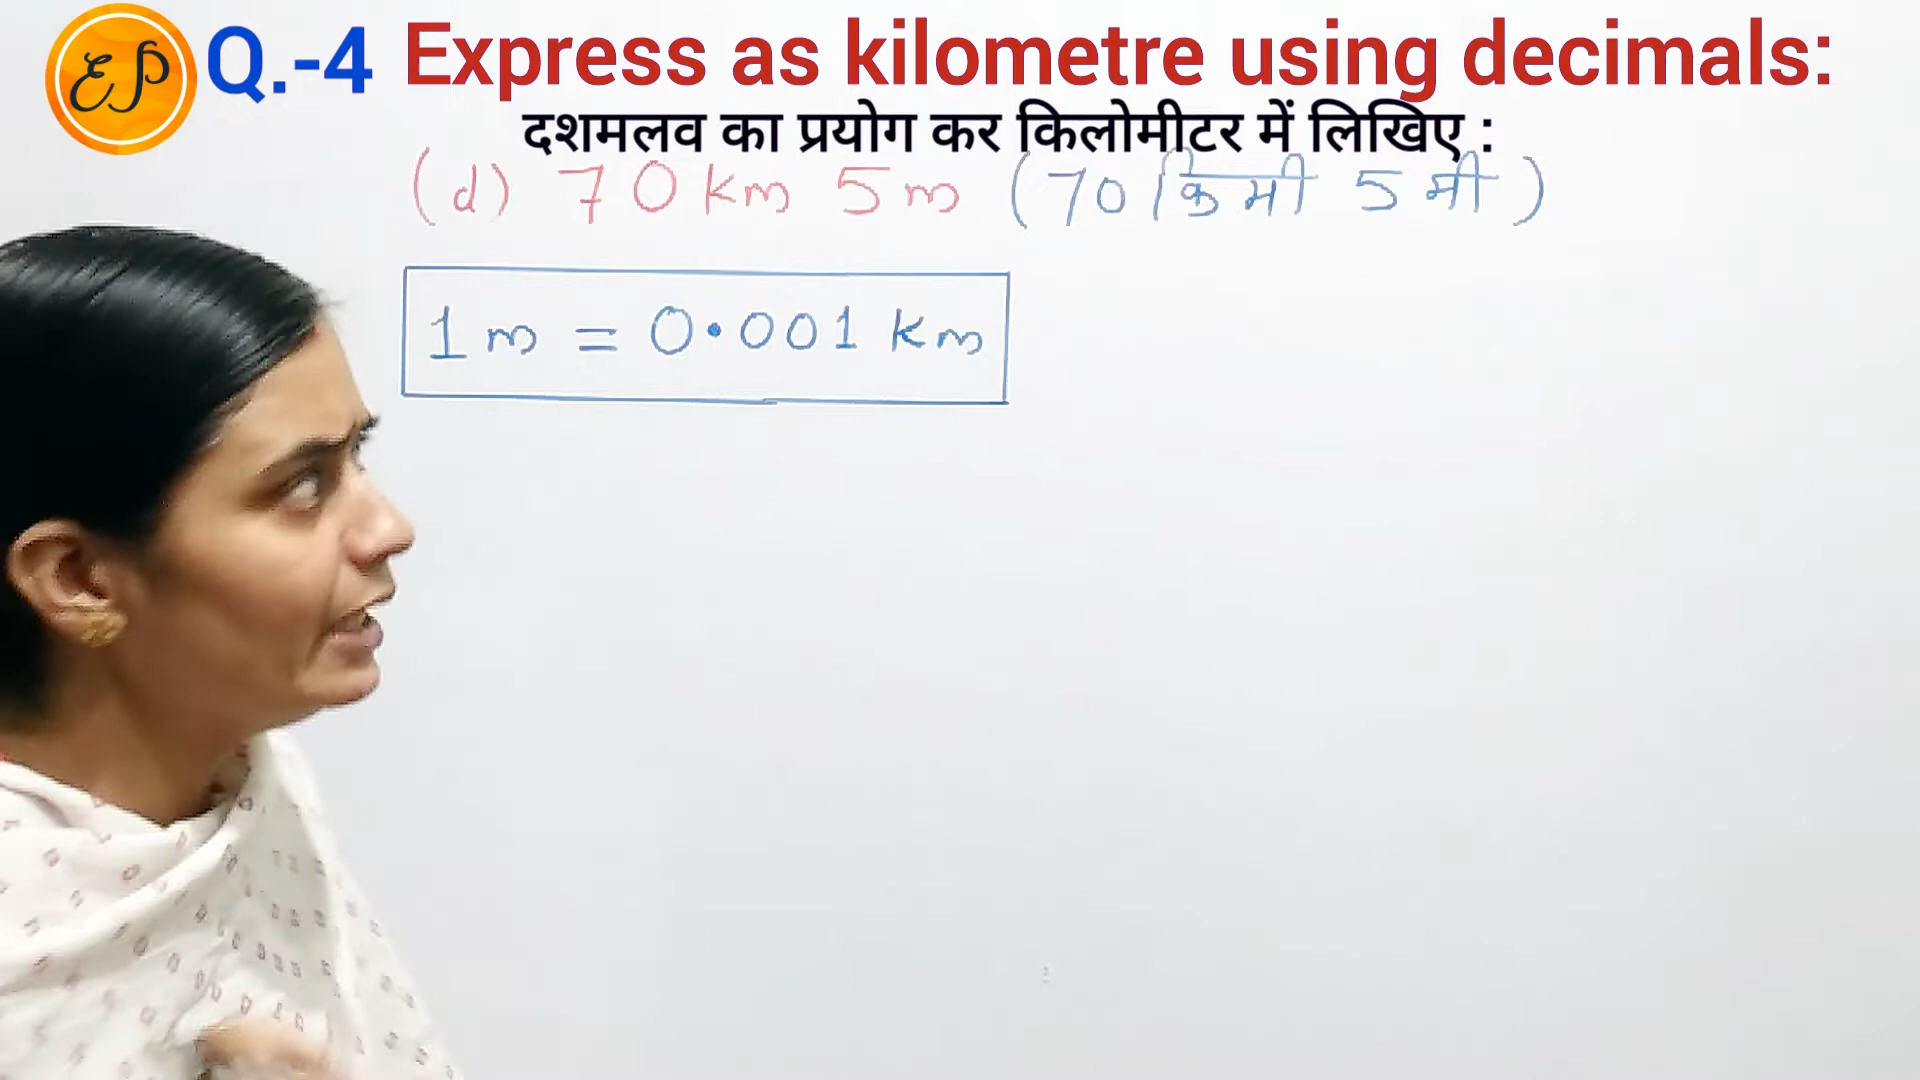 EP Q.-4 Express as kilometre using decimals:
दशमलव का प्रयोग कर किलोमीटर में लिखिए :
(d) 70 km 5 m (70 किमी 5 मी)
1 m = 0.001 km